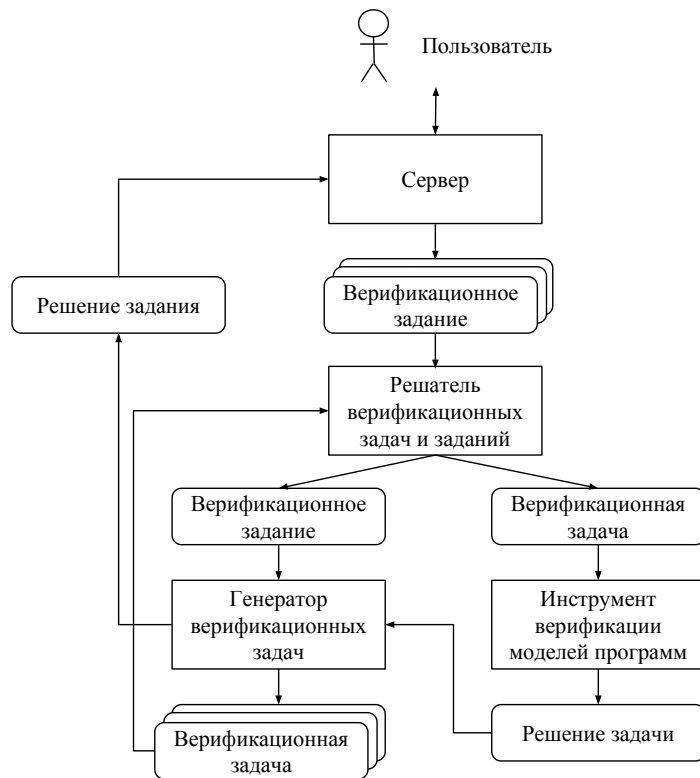 Пользователь
Сервер
Решение задания
Верификационное
задание
Решатель
верификационных
задач и заданий
Верификационное
задание
Верификационная
задача
Генератор
верификационных
задач
Инструмент
верификации
моделей программ
Верификационная
задача
Решение задачи